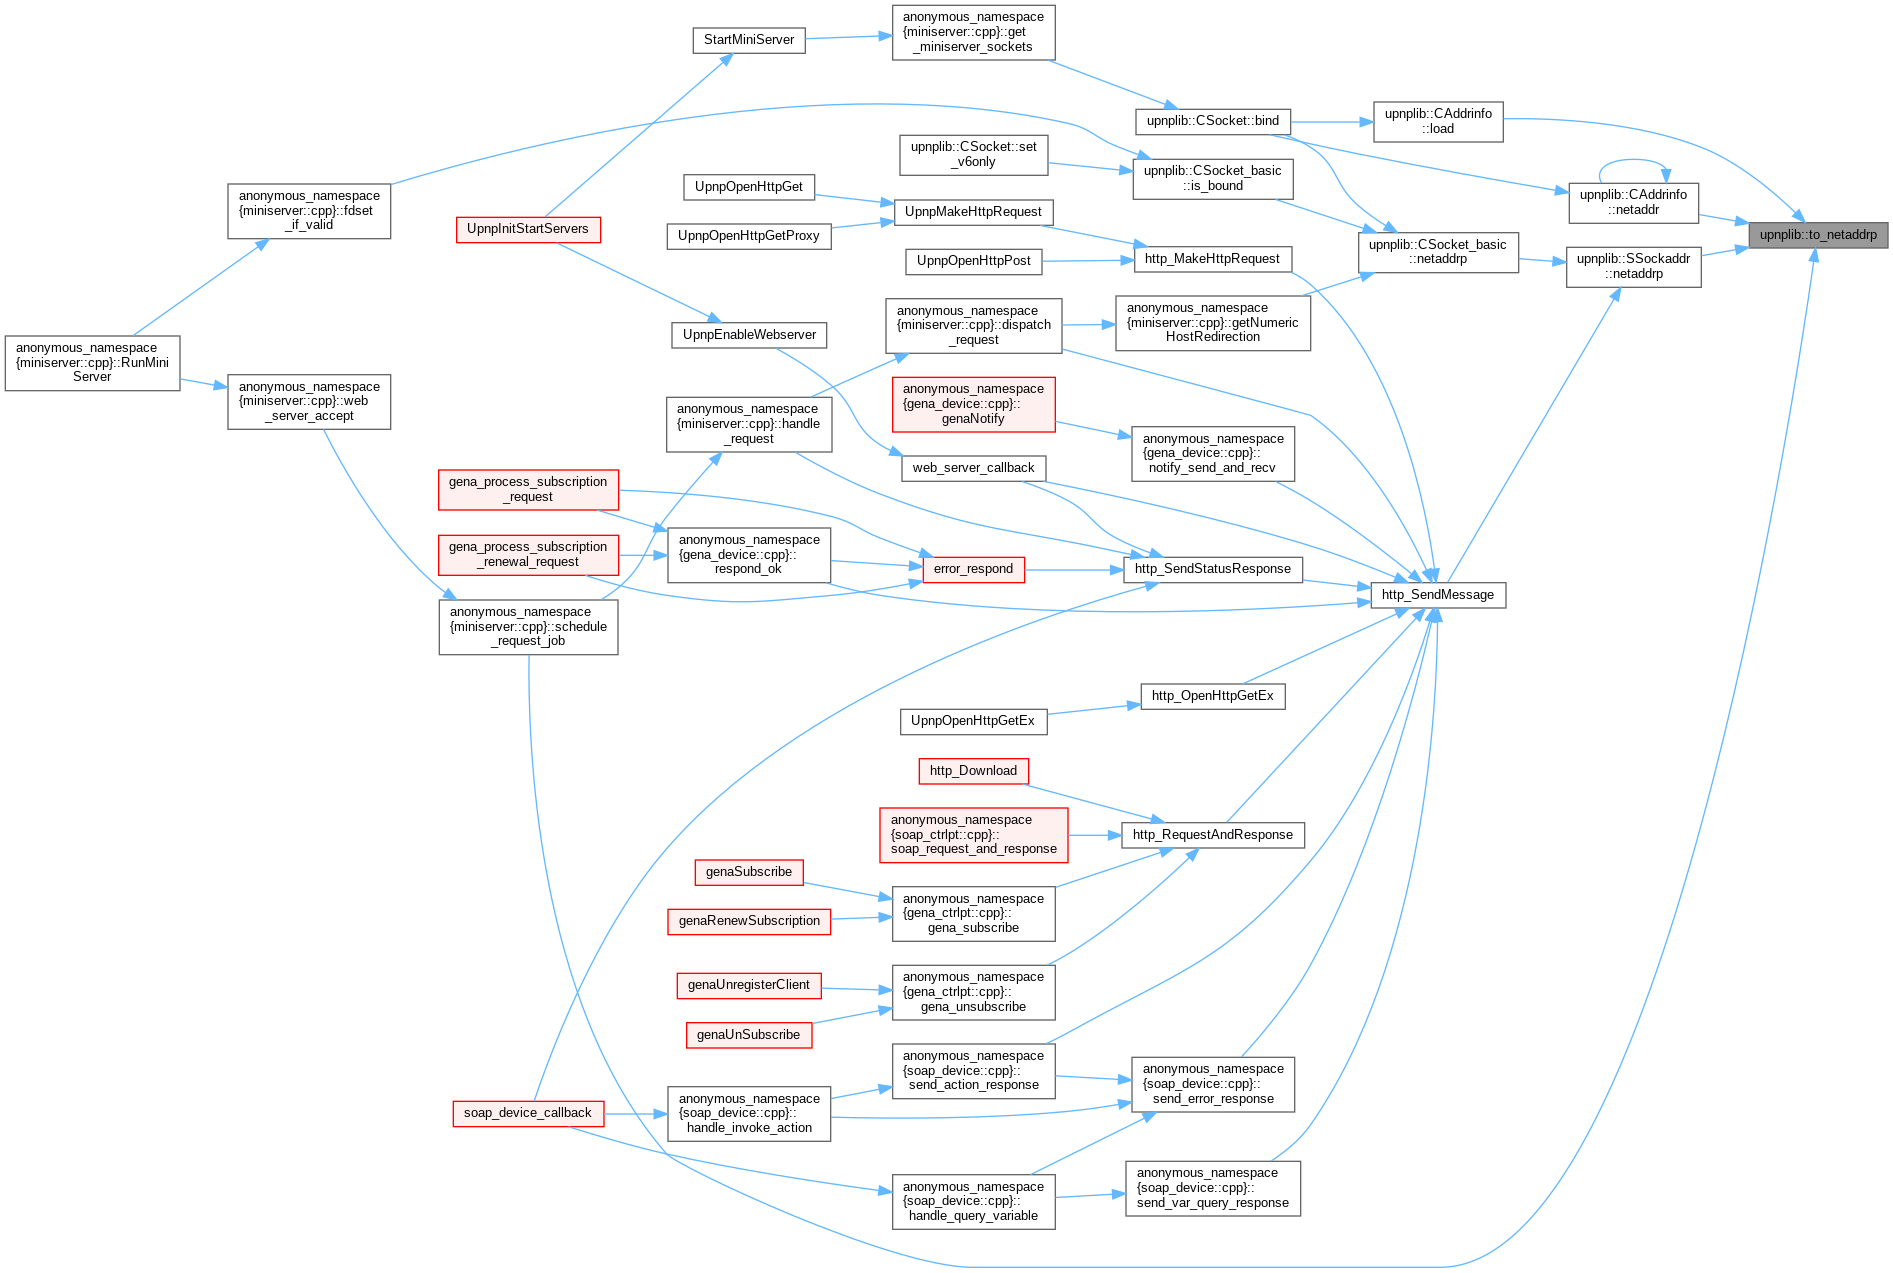 anonymous_namespace
{miniserver::cpp}::get
_miniserver_sockets
StartMiniServer
upnplib::CAddrinfo
::load
upnplib::CSocket::bind
upnplib::CSocket::set
_v6only
upnplib::CSocket_basic
::is_bound
UpnpOpenHttpGet
anonymous_namespace
{miniserver::cpp}::fdset
_if_valid
upnplib::CAddrinfo
::netaddr
UpnpMakeHttpRequest
UpnpInitStartServers
UpnpOpenHttpGetProxy
upnplib::to_netaddrp
upnplib::CSocket_basic
::netaddrp
upnplib::SSockaddr
::netaddrp
UpnpOpenHttpPost
http_MakeHttpRequest
anonymous_namespace
{miniserver::cpp}::dispatch
_request
anonymous_namespace
{miniserver::cpp}::getNumeric
HostRedirection
UpnpEnableWebserver
anonymous_namespace
{miniserver::cpp}::RunMini
Server
anonymous_namespace
{miniserver::cpp}::web
_server_accept
anonymous_namespace
{gena_device::cpp}::
genaNotify
anonymous_namespace
{miniserver::cpp}::handle
_request
anonymous_namespace
{gena_device::cpp}::
notify_send_and_recv
web_server_callback
gena_process_subscription
_request
anonymous_namespace
{gena_device::cpp}::
respond_ok
gena_process_subscription
_renewal_request
error_respond
http_SendStatusResponse
http_SendMessage
anonymous_namespace
{miniserver::cpp}::schedule
_request_job
http_OpenHttpGetEx
UpnpOpenHttpGetEx
http_Download
anonymous_namespace
{soap_ctrlpt::cpp}::
soap_request_and_response
http_RequestAndResponse
genaSubscribe
anonymous_namespace
{gena_ctrlpt::cpp}::
gena_subscribe
genaRenewSubscription
anonymous_namespace
{gena_ctrlpt::cpp}::
gena_unsubscribe
genaUnregisterClient
genaUnSubscribe
anonymous_namespace
{soap_device::cpp}::
send_action_response
anonymous_namespace
{soap_device::cpp}::
send_error_response
soap_device_callback
anonymous_namespace
{soap_device::cpp}::
handle_invoke_action
anonymous_namespace
{soap_device::cpp}::
handle_query_variable
anonymous_namespace
{soap_device::cpp}::
send_var_query_response